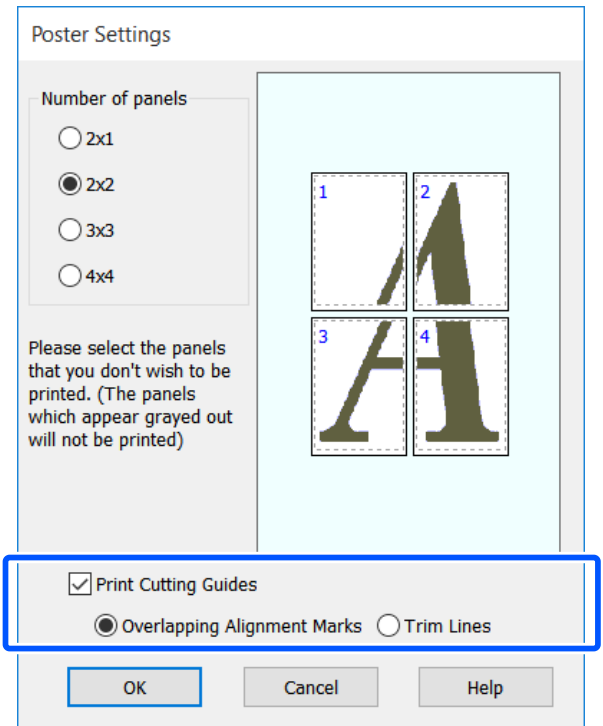 Poster Settings
Number of panels
2x1
2x2
3x3
4x4
1
2
3
4
Please select the panels
that you don't wish to be
printed. (The panels
which appear grayed out
will not be printed)
Print Cutting Guides
Overlapping Alignment Marks Trim Lines
OK Cancel Help